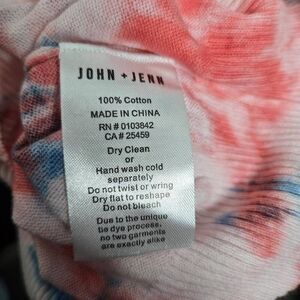 JOHN + JENN
100% Cotton
MADE IN CHINA
RN # 0103842
CA # 25459
Dry Clean
or
Hand wash cold
separately
Do not twist or wring
Dry flat to reshape
Do not bleach
Due to the unique
tie dye process,
no two garments
are exactly alike